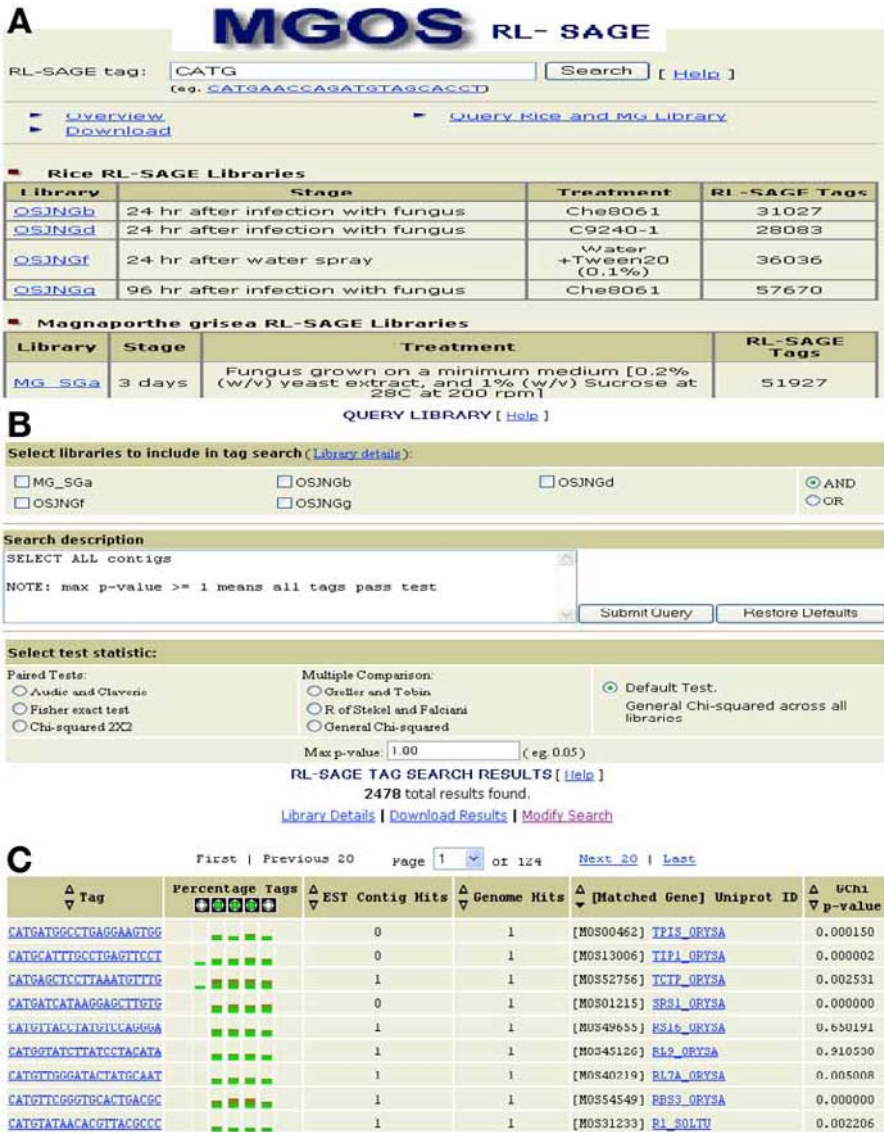 A
MGOS RL- SAGE
RL-SAGE tag: CATG Search [ Help ]
(eg. CATGAACCAGATGTAGCACCT)
Overview Query Rice and MG Library
Download
Rice RL-SAGE Libraries
Library Stage Treatment RL-SAGE Tags
OSJNGb 24 hr after infection with fungus Che8061 31027
OSJNGd 24 hr after infection with fungus C9240-1 28083
OSJNGf 24 hr after water spray Water +Tween20 (0.1%) 36036
OSJNGg 96 hr after infection with fungus Che8061 57670
Magnaporthe grisea RL-SAGE Libraries
Library Stage Treatment RL-SAGE Tags
MG_SGa 3 days Fungus grown on a minimum medium [0.2% (w/v) yeast extract, and 1% (w/v) Sucrose at 28C at 200 rpm] 51927
B
QUERY LIBRARY [ Help ]
Select libraries to include in tag search (Library details):
MG_SGa OSJNGb OSJNGd AND
OSJNGf OSJNGg OR
Search description
SELECT ALL contigs
NOTE: max p-value >= 1 means all tags pass test
Submit Query Restore Defaults
Select test statistic:
Paired Tests: Multiple Comparison:
Audic and Claverie Greller and Tobin Default Test.
Fisher exact test R of Stekel and Falciani General Chi-squared across all
Chi-squared 2X2 General Chi-squared libraries
Max p-value: 1.00 (eg. 0.05)
RL-SAGE TAG SEARCH RESULTS [ Help ]
2478 total results found.
Library Details | Download Results | Modify Search
C
First | Previous 20 Page 1 of 124 Next 20 | Last
Tag Percentage Tags EST Contig Hits Genome Hits [Matched Gene] Uniprot ID GChi p-value
CATGATGGCCTGAGGAAGTGG 0 1 [MOS00462] TPIS_ORYSA 0.000150
CATGCATTTGCCTGAGTTCCT 0 1 [MOS13006] TIP1_ORYSA 0.000002
CATGAGCTCCTTAAATGTTTG 1 1 [MOS52756] TCTP_ORYSA 0.002531
CATGATCATAAGGAGCTTGTG 0 1 [MOS01215] SRS1_ORYSA 0.000000
CATGTTACCTATGTCCAGGGA 1 1 [MOS49655] RS16_ORYSA 0.650191
CATGGTATCTTATCCTACATA 1 1 [MOS45126] RL9_ORYSA 0.910530
CATGTTGGGATACTATGCAAT 1 1 [MOS40219] RL7A_ORYSA 0.005008
CATGTTCGGGTGCACTGACGC 1 1 [MOS54549] RBS3_ORYSA 0.000000
CATGTATAACACGTTACGCCC 1 1 [MOS31233] R1_SOLTU 0.002206